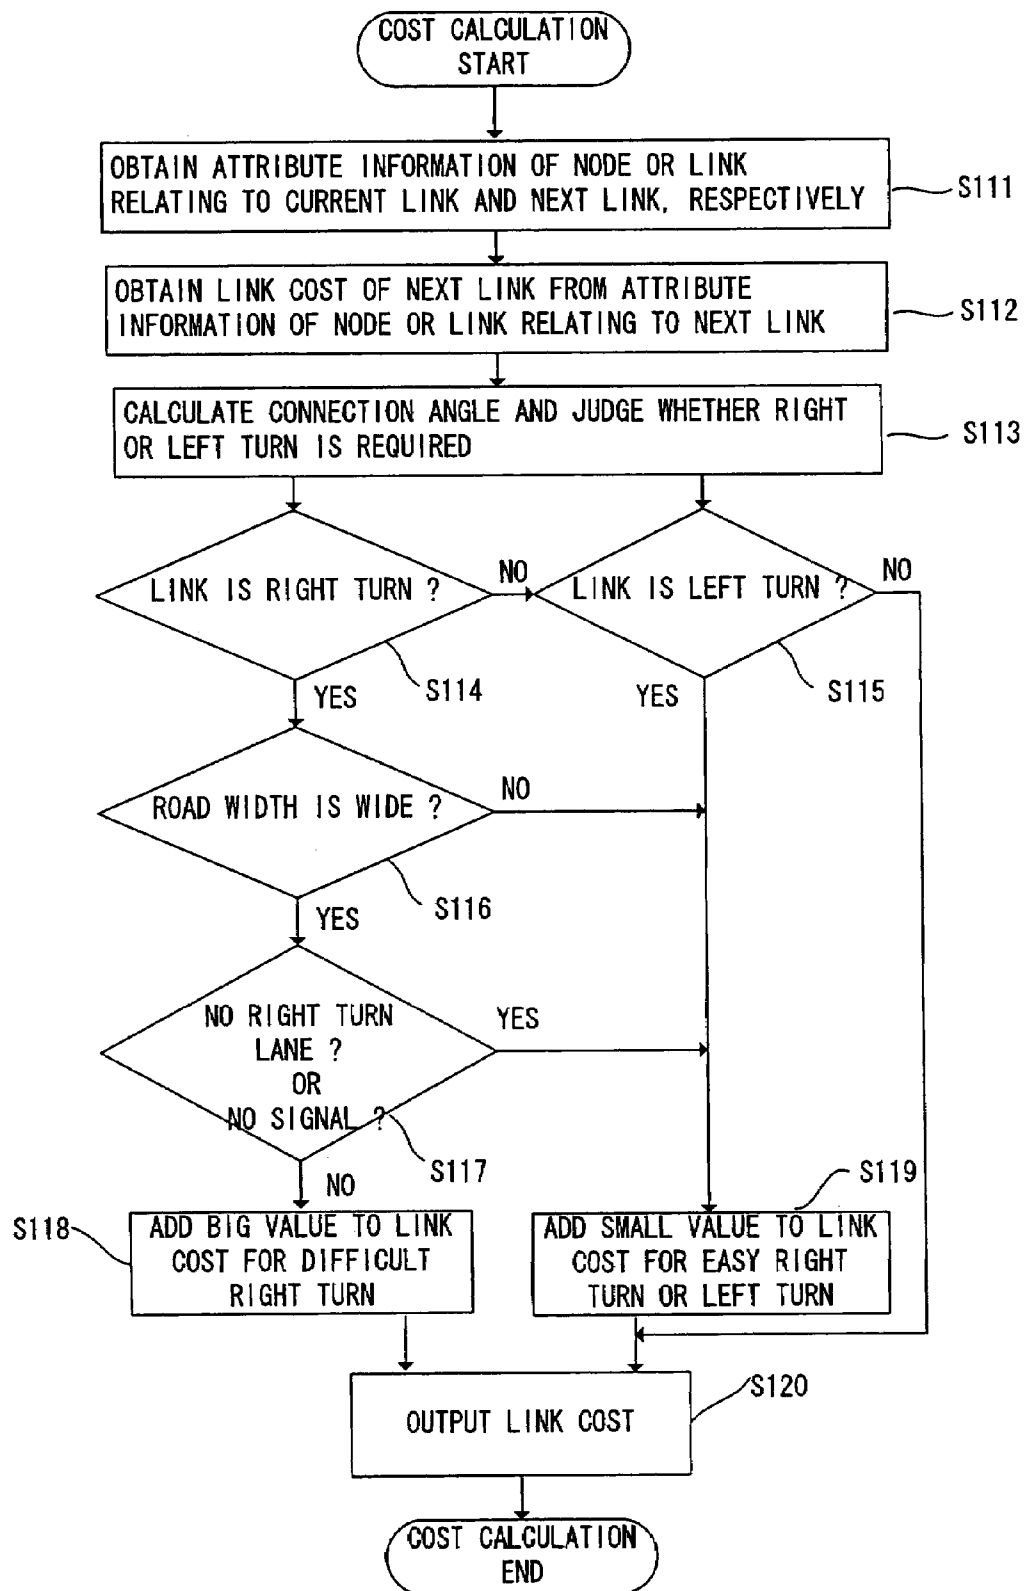 COST CALCULATION
START
OBTAIN ATTRIBUTE INFORMATION OF NODE OR LINK
RELATING TO CURRENT LINK AND NEXT LINK, RESPECTIVELY
S111
OBTAIN LINK COST OF NEXT LINK FROM ATTRIBUTE
INFORMATION OF NODE OR LINK RELATING TO NEXT LINK
S112
CALCULATE CONNECTION ANGLE AND JUDGE WHETHER RIGHT
OR LEFT TURN IS REQUIRED
S113
LINK IS RIGHT TURN ?
NO
LINK IS LEFT TURN ?
NO
S114
YES
S115
YES
ROAD WIDTH IS WIDE ?
NO
S116
YES
NO RIGHT TURN
LANE ?
OR
NO SIGNAL ?
YES
S117
NO
S118
ADD BIG VALUE TO LINK
COST FOR DIFFICULT
RIGHT TURN
S119
ADD SMALL VALUE TO LINK
COST FOR EASY RIGHT
TURN OR LEFT TURN
S120
OUTPUT LINK COST
COST CALCULATION
END